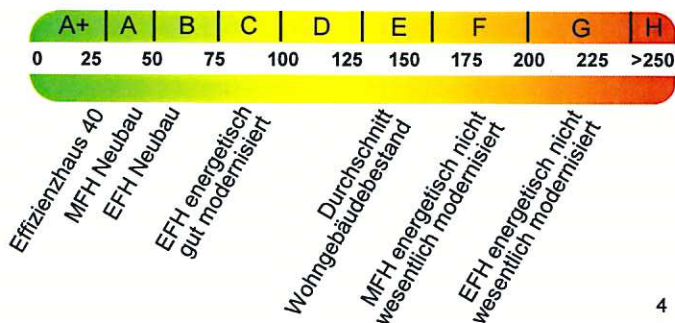 A+ A B C D E F G H
0 25 50 75 100 125 150 175 200 225 >250
Effizienzhaus 40
MFH Neubau
EFH Neubau
EFH energetisch
gut modernisiert
Durchschnitt
Wohngebäudebestand
MFH energetisch nicht
wesentlich modernisiert
EFH energetisch nicht
wesentlich modernisiert
4